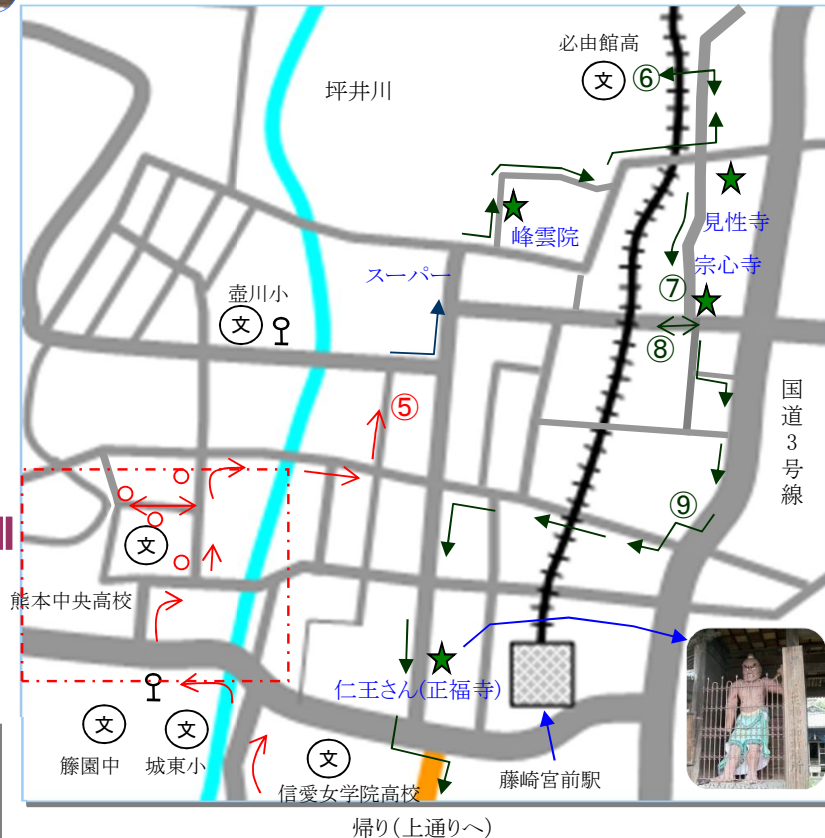 必由館高
文
⑥
坪井川
見性寺
峰雲院
宗心寺
スーパー
⑦
壺川小
文
⑧
⑤
国道3号線
⑨
文
熊本中央高校
仁王さん(正福寺)
文
文
籐園中
城東小
文
信愛女学院高校
藤崎宮前駅
帰り(上通りへ)